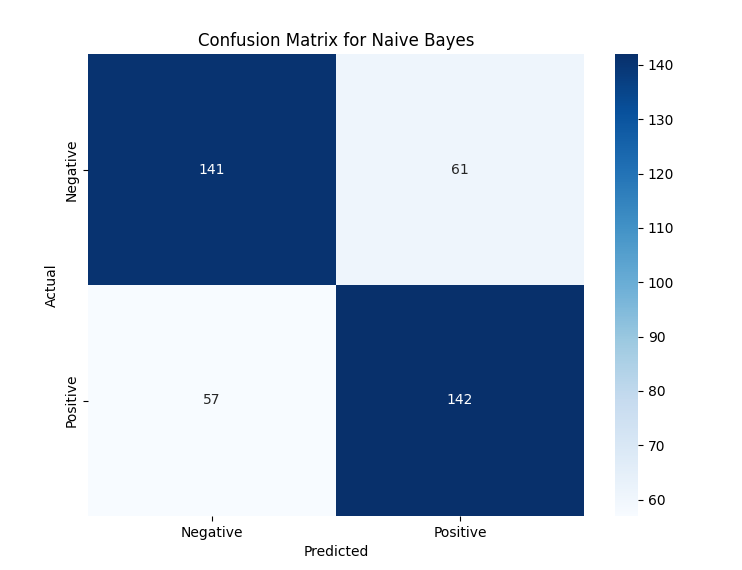 Confusion Matrix for Naive Bayes
Negative
141
61
140
130
120
110
100
90
80
70
60
Actual
Positive
57
142
Negative
Positive
Predicted